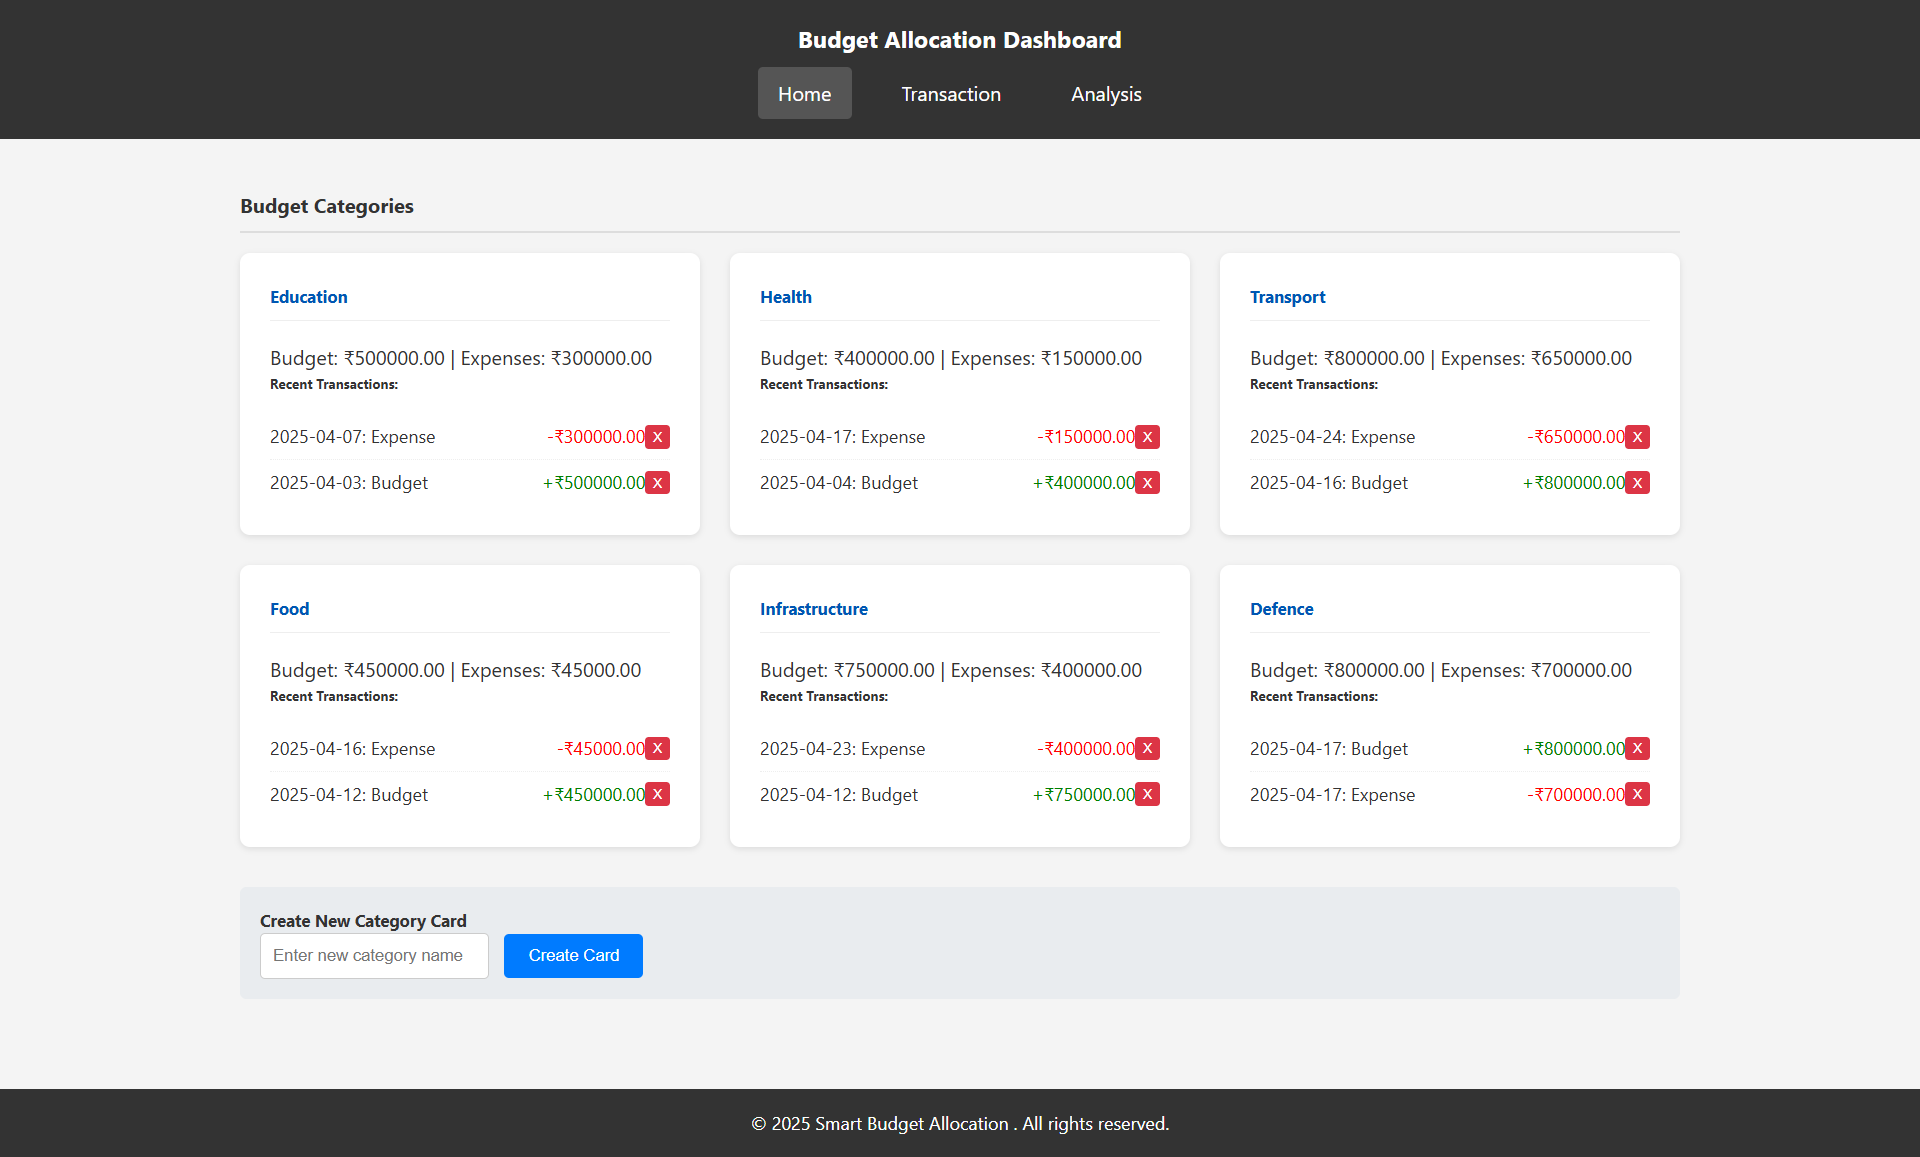 Budget Allocation Dashboard
Home Transaction Analysis
Budget Categories
Education
Budget: ₹500000.00 | Expenses: ₹300000.00
Recent Transactions:
2025-04-07: Expense -₹300000.00 X
2025-04-03: Budget +₹500000.00 X
Health
Budget: ₹400000.00 | Expenses: ₹150000.00
Recent Transactions:
2025-04-17: Expense -₹150000.00 X
2025-04-04: Budget +₹400000.00 X
Transport
Budget: ₹800000.00 | Expenses: ₹650000.00
Recent Transactions:
2025-04-24: Expense -₹650000.00 X
2025-04-16: Budget +₹800000.00 X
Food
Budget: ₹450000.00 | Expenses: ₹45000.00
Recent Transactions:
2025-04-16: Expense -₹45000.00 X
2025-04-12: Budget +₹450000.00 X
Infrastructure
Budget: ₹750000.00 | Expenses: ₹400000.00
Recent Transactions:
2025-04-23: Expense -₹400000.00 X
2025-04-12: Budget +₹750000.00 X
Defence
Budget: ₹800000.00 | Expenses: ₹700000.00
Recent Transactions:
2025-04-17: Budget +₹800000.00 X
2025-04-17: Expense -₹700000.00 X
Create New Category Card
Enter new category name Create Card
© 2025 Smart Budget Allocation . All rights reserved.